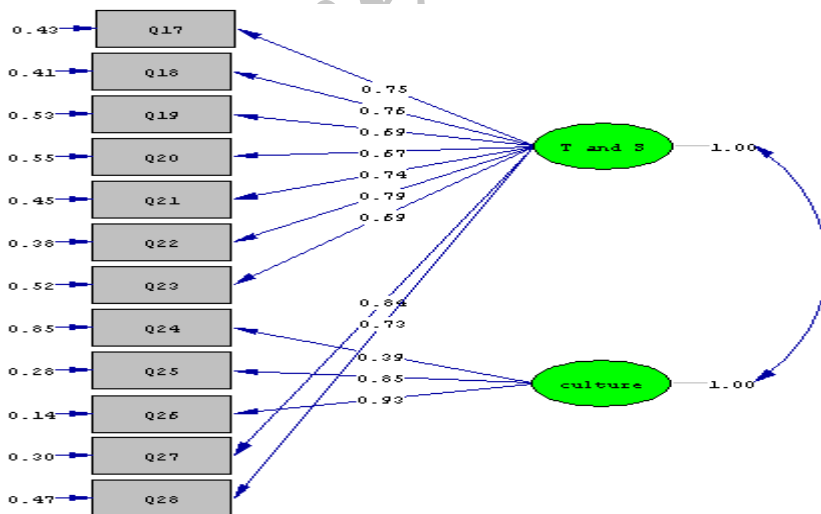 0.43 Q17
0.41 Q18
0.75
0.76
0.53 Q19
0.69
T and S 1.00
0.55 Q20
0.67
0.74
0.45 Q21
0.79
0.69
0.38 Q22
0.52 Q23
0.84
0.85 Q24
0.73
0.39
0.28 Q25
0.85
culture 1.00
0.93
0.14 Q26
0.30 Q27
0.47 Q28